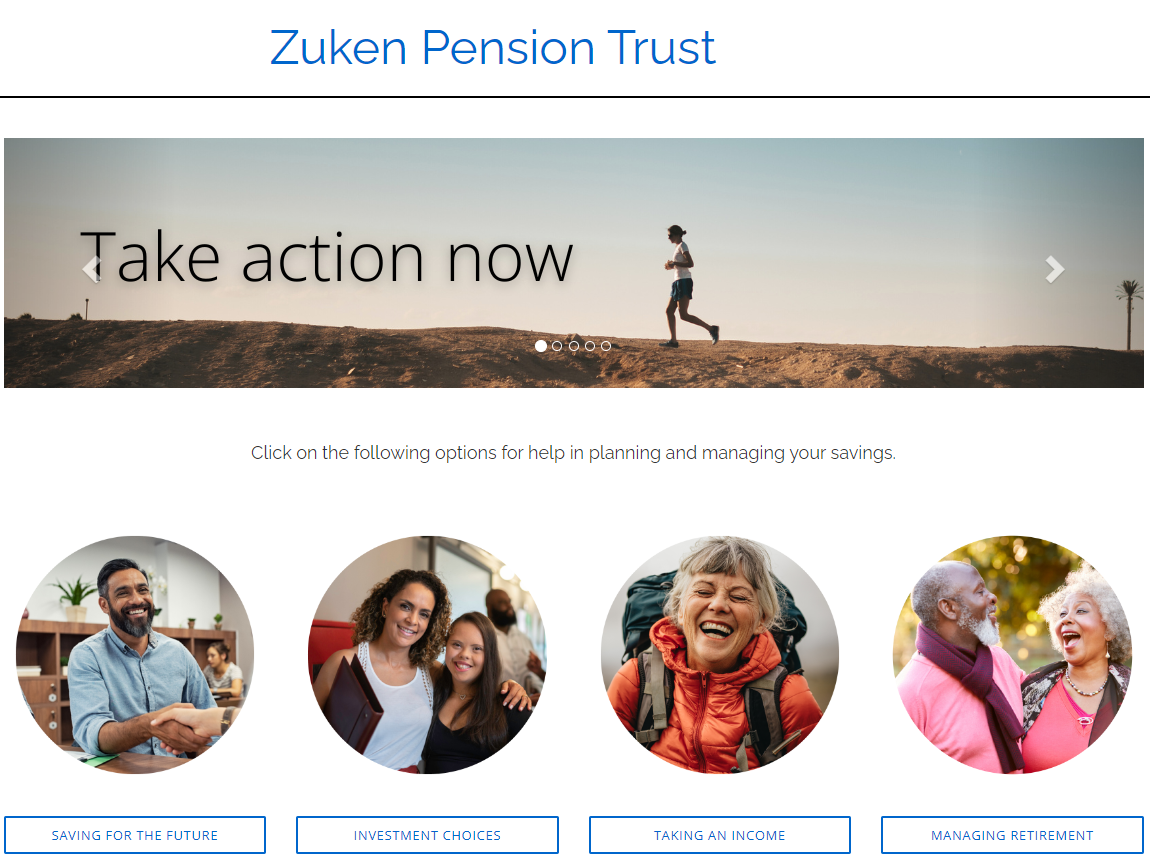 Zuken Pension Trust
Take action now
Click on the following options for help in planning and managing your savings.
SAVING FOR THE FUTURE
INVESTMENT CHOICES
TAKING AN INCOME
MANAGING RETIREMENT